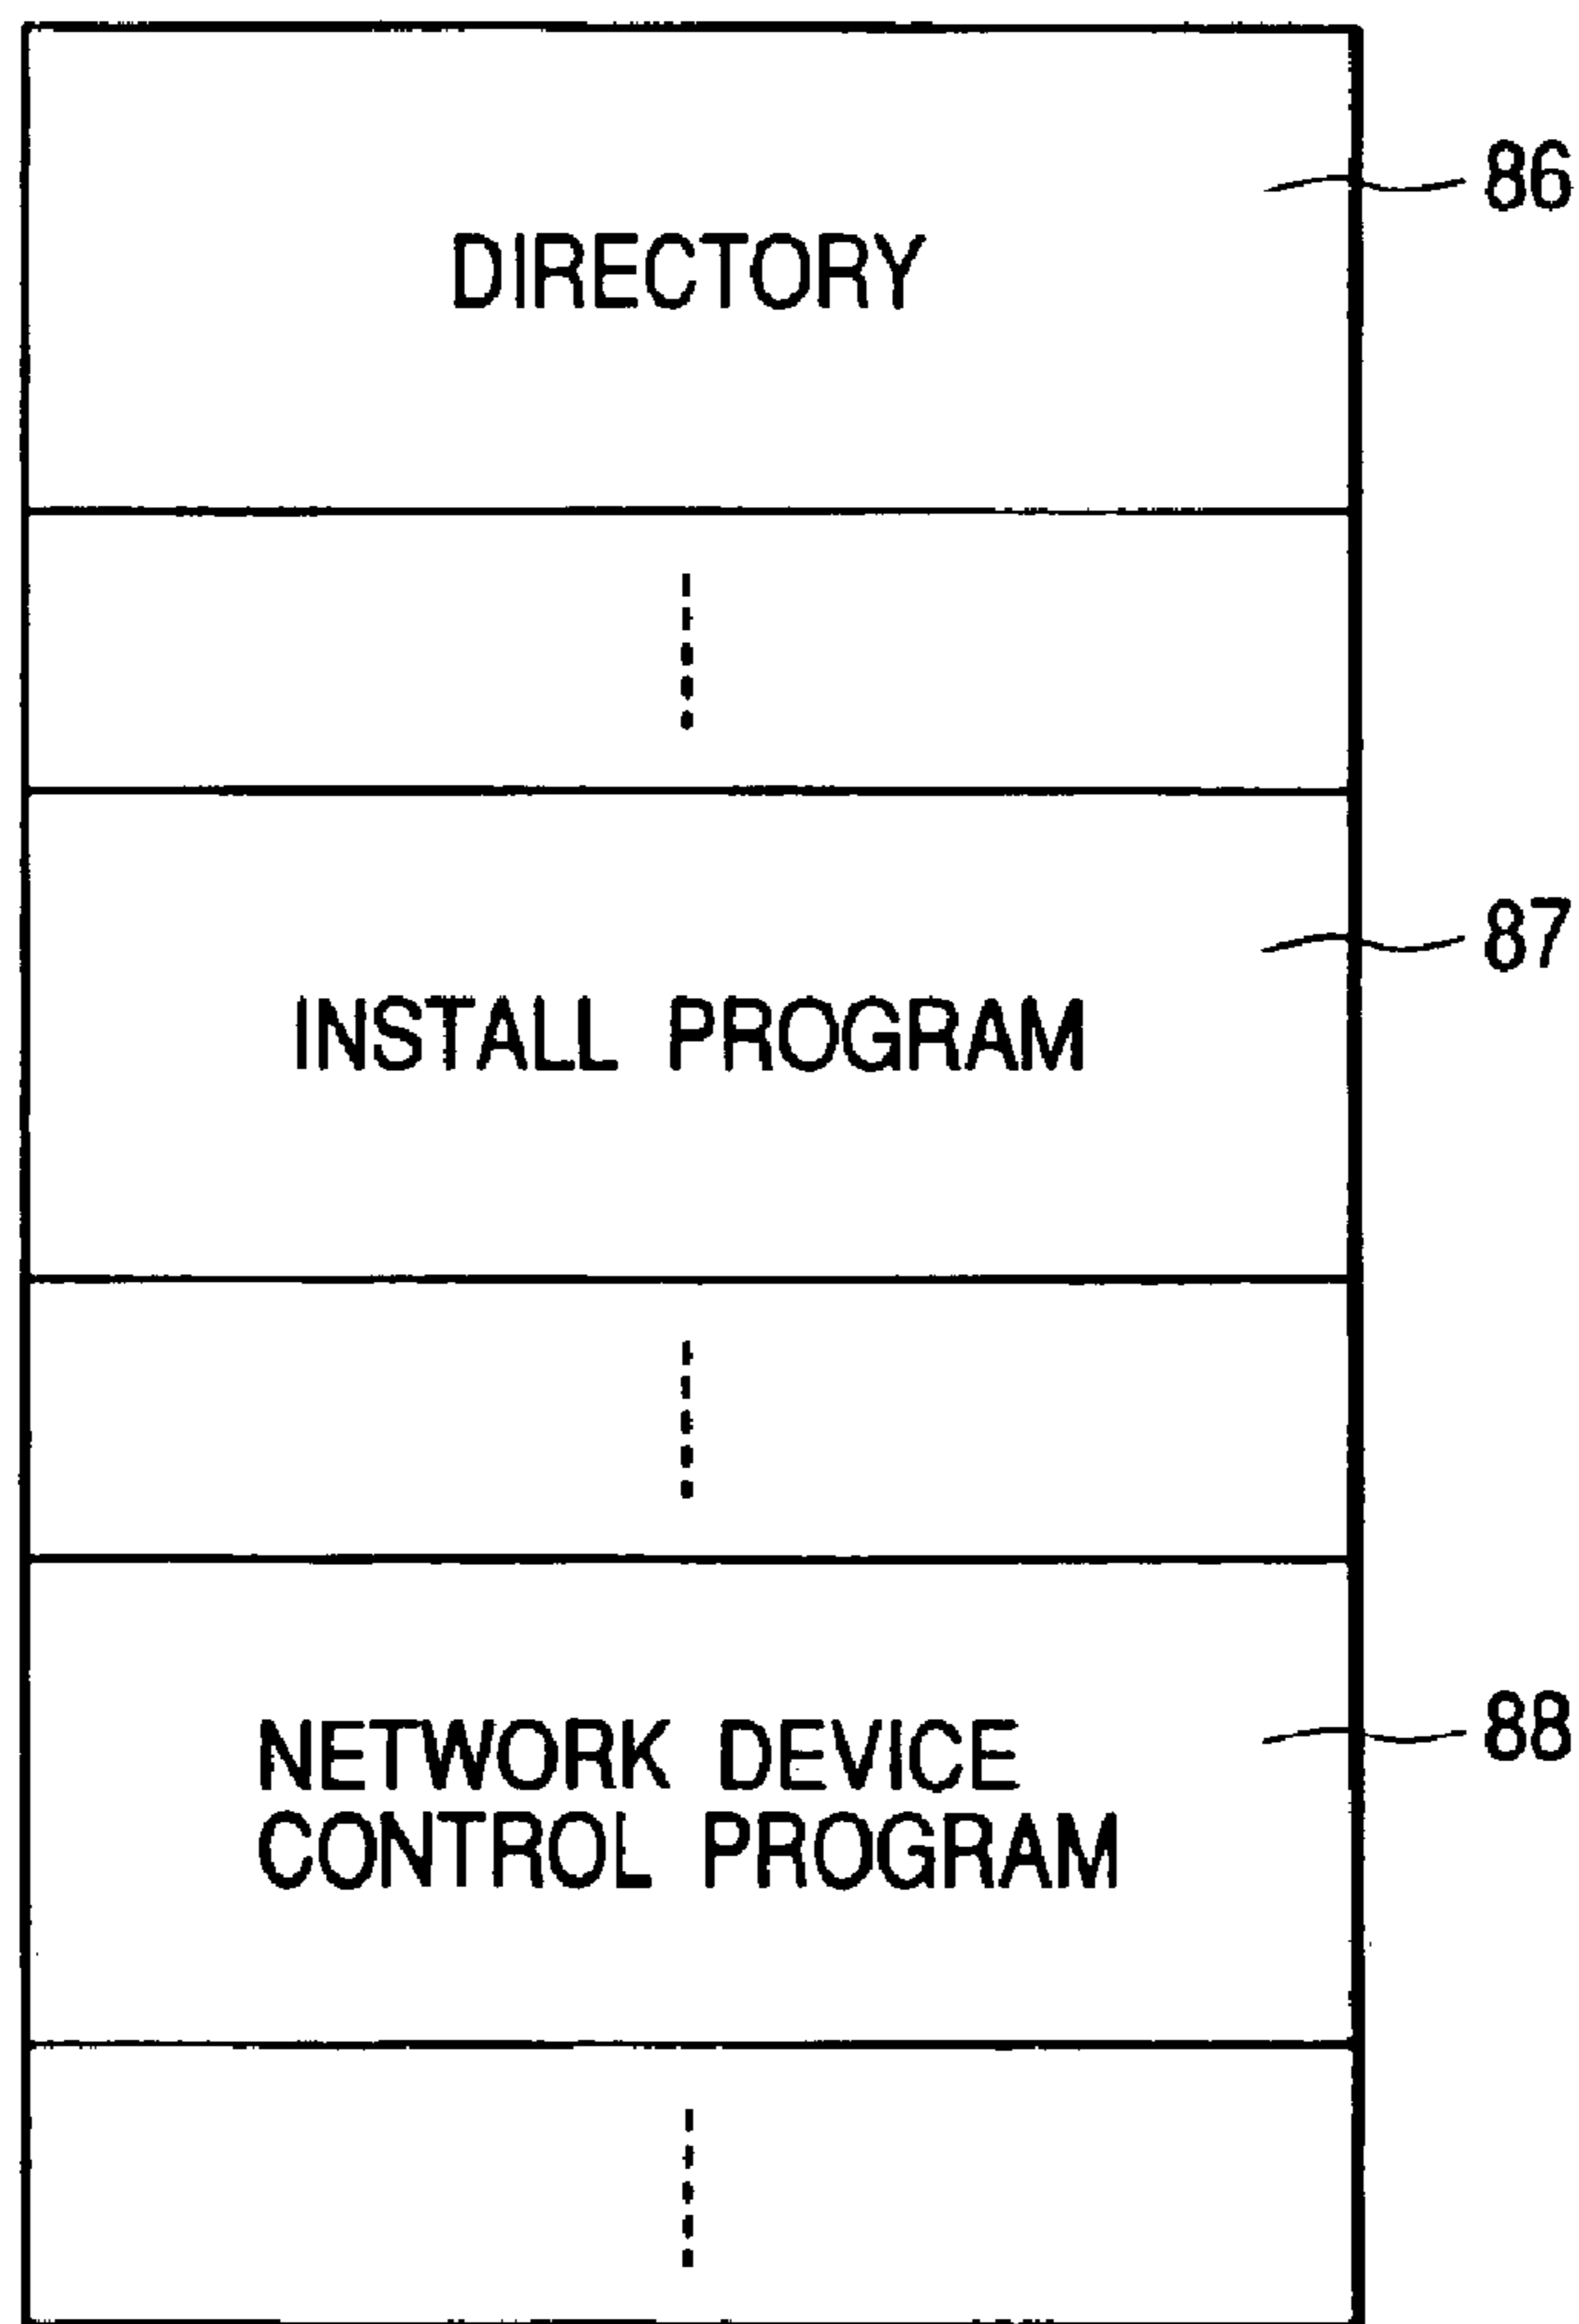 86
DIRECTORY
87
INSTALL PROGRAM
88
NETWORK DEVICE
CONTROL PROGRAM